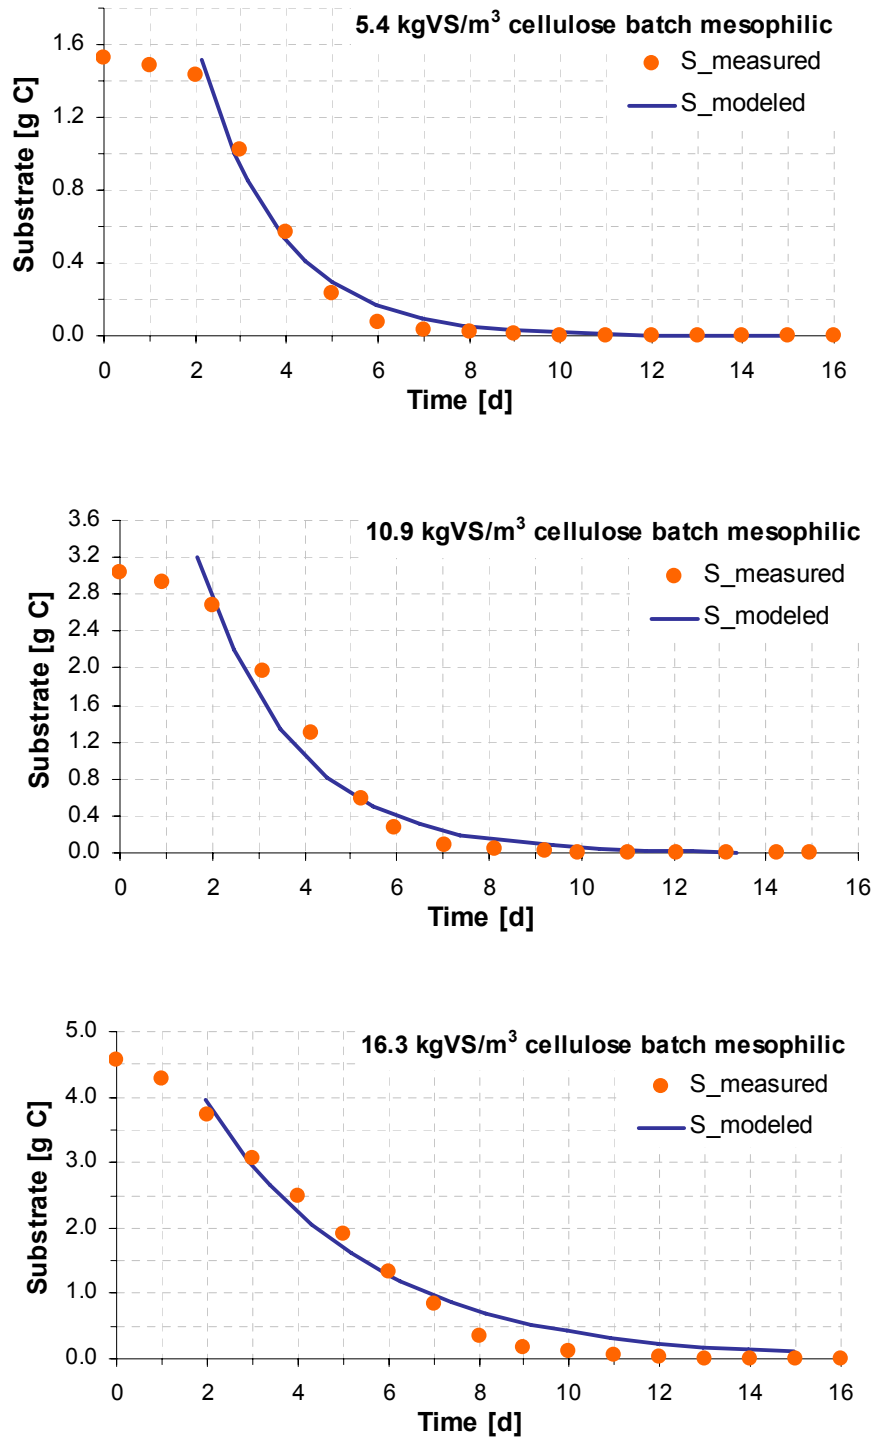 5.4 kgVS/m³ cellulose batch mesophilic
S_measured
S_modeled
Substrate [g C]
1.6
1.2
0.8
0.4
0.0
0 2 4 6 8 10 12 14 16
Time [d]
10.9 kgVS/m³ cellulose batch mesophilic
S_measured
S_modeled
Substrate [g C]
3.6
3.2
2.8
2.4
2.0
1.6
1.2
0.8
0.4
0.0
0 2 4 6 8 10 12 14 16
Time [d]
16.3 kgVS/m³ cellulose batch mesophilic
S_measured
S_modeled
Substrate [g C]
5.0
4.0
3.0
2.0
1.0
0.0
0 2 4 6 8 10 12 14 16
Time [d]